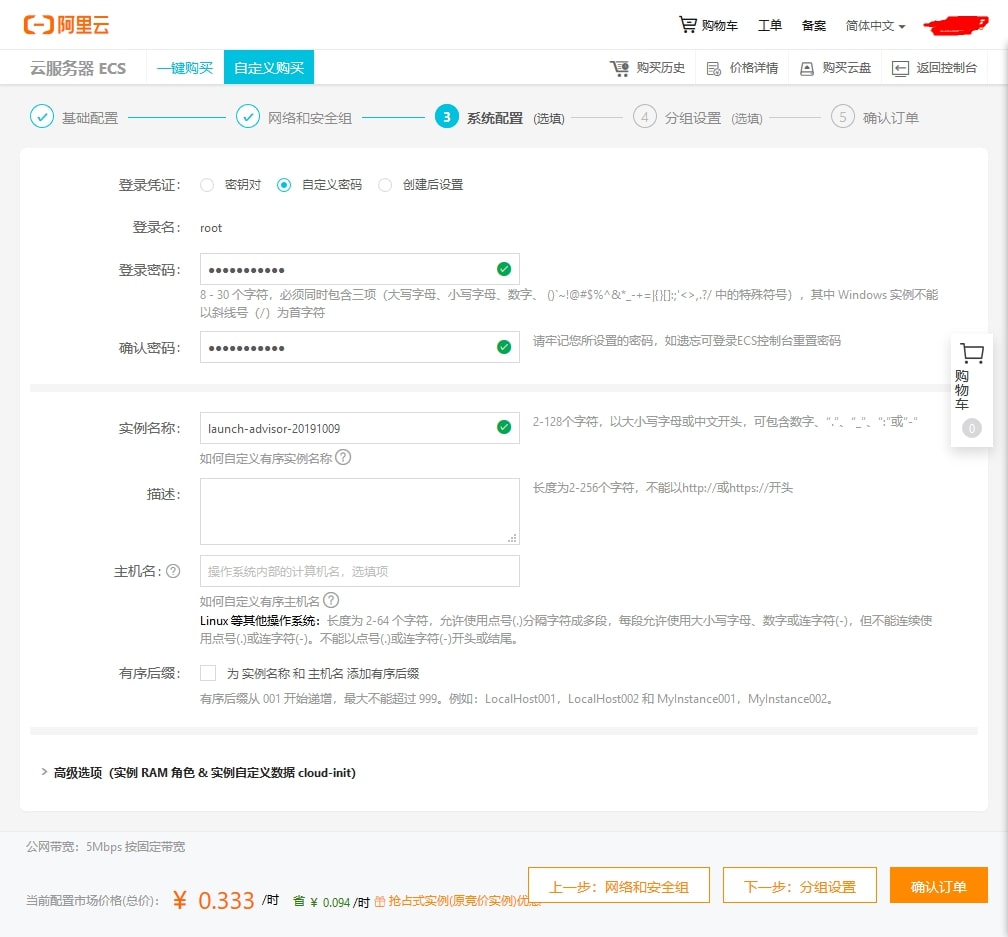 阿里云
购物车 工单 备案 简体中文
云服务器 ECS 一键购买 自定义购买 购买历史 价格详情 购买云盘 返回控制台
基础配置 网络和安全组 3 系统配置 (选填) 4 分组设置 (选填) 5 确认订单
登录凭证： 密钥对 自定义密码 创建后设置
登录名： root
登录密码： ●●●●●●●●●●●
8 - 30 个字符，必须同时包含三项（大写字母、小写字母、数字、 ()`~!@#$%^&*_-+=|{}[]:;'<>,.?/ 中的特殊符号），其中 Windows 实例不能
以斜线号（/）为首字符
确认密码： ●●●●●●●●●●● 请牢记您所设置的密码，如遗忘可登录ECS控制台重置密码
购物车
0
实例名称： launch-advisor-20191009 2-128个字符，以大小写字母或中文开头，可包含数字、"."、"_"、":"或"-"
如何自定义有序实例名称 ?
描述： 长度为2-256个字符，不能以http://或https://开头
主机名： ? 操作系统内部的计算机名，选填项
如何自定义有序主机名 ?
Linux 等其他操作系统：长度为 2-64 个字符，允许使用点号(.)分隔字符成多段，每段允许使用大小写字母、数字或连字符(-)，但不能连续使
用点号(.)或连字符(-)。不能以点号(.)或连字符(-)开头或结尾。
有序后缀： 为 实例名称 和 主机名 添加有序后缀
有序后缀从 001 开始递增，最大不能超过 999。例如：LocalHost001，LocalHost002 和 MyInstance001，MyInstance002。
> 高级选项（实例 RAM 角色 & 实例自定义数据 cloud-init)
公网带宽：5Mbps 按固定带宽
当前配置市场价格(总价)： ¥ 0.333 /时 省 ¥ 0.094 /时 抢占式实例(原竞价实例)优 上一步：网络和安全组 下一步：分组设置 确认订单